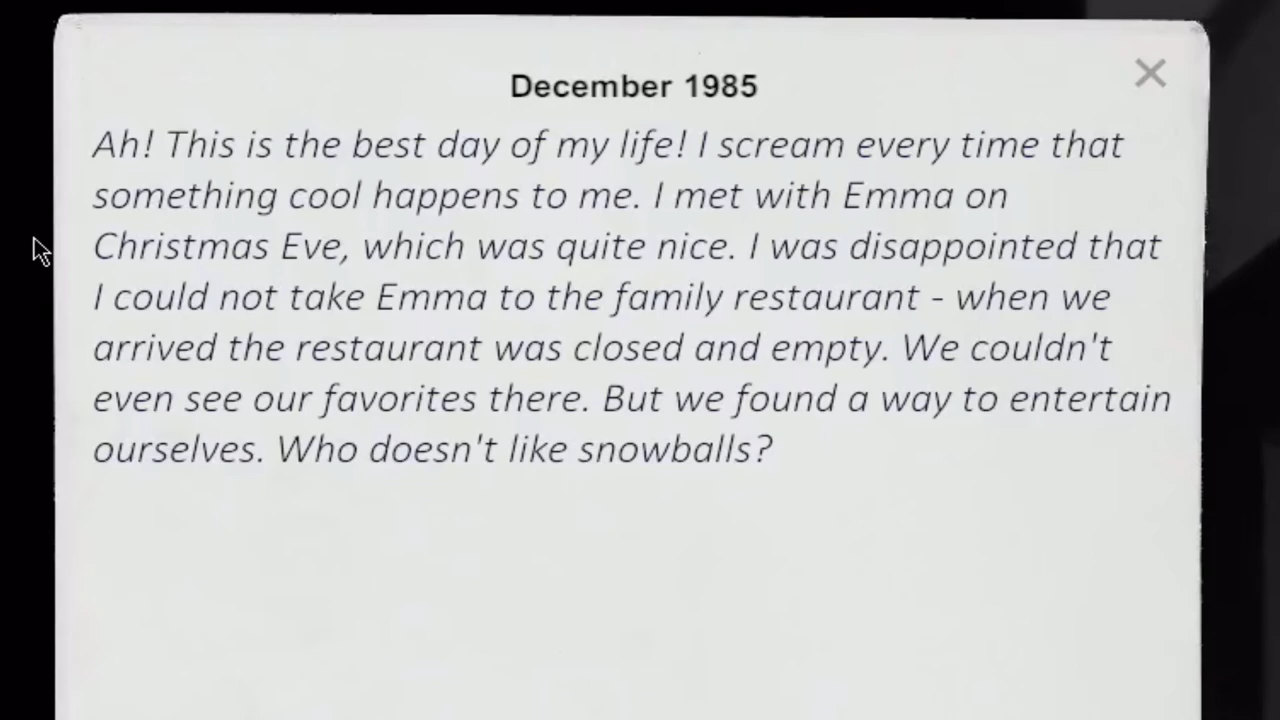 December 1985
Ah! This is the best day of my life! I scream every time that
something cool happens to me. I met with Emma on
Christmas Eve, which was quite nice. I was disappointed that
I could not take Emma to the family restaurant - when we
arrived the restaurant was closed and empty. We couldn't
even see our favorites there. But we found a way to entertain
ourselves. Who doesn't like snowballs?